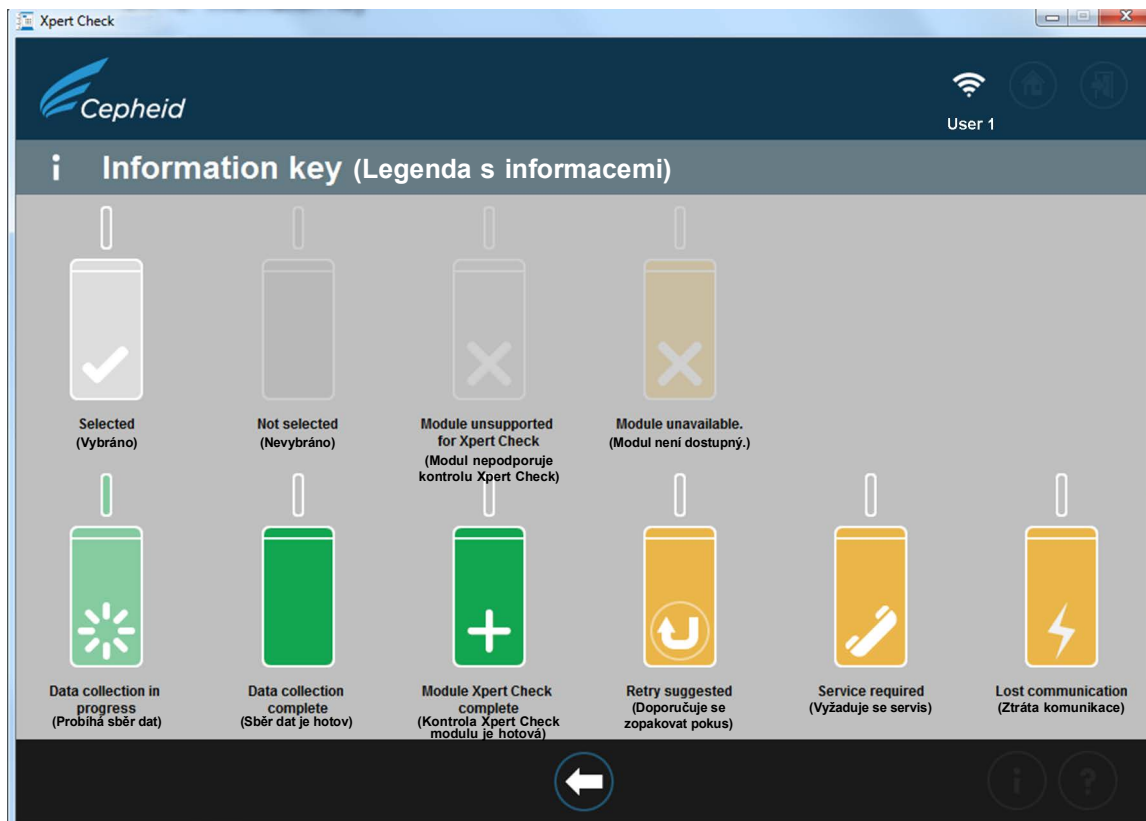 Xpert Check
Cepheid
User 1
i Information key (Legenda s informacemi)
Selected
(Vybráno)
Not selected
(Nevybráno)
Module unsupported
for Xpert Check
(Modul nepodporuje
kontrolu Xpert Check)
Module unavailable.
(Modul není dostupný.)
Data collection in
progress
(Probíhá sběr dat)
Data collection
complete
(Sběr dat je hotov)
Module Xpert Check
complete
(Kontrola Xpert Check
modulu je hotová)
Retry suggested
(Doporučuje se
zopakovat pokus)
Service required
(Vyžaduje se servis)
Lost communication
(Ztráta komunikace)
i
?